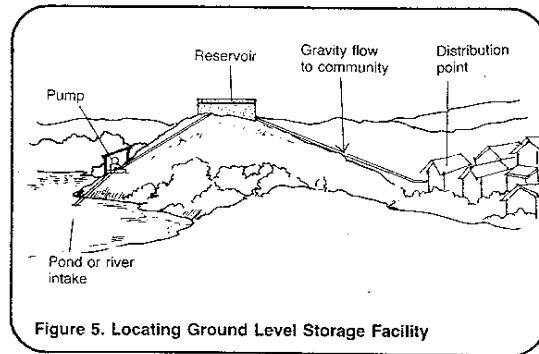 Reservoir
Gravity flow
to community
Distribution
point
Pump
Pond or river
intake
Figure 5. Locating Ground Level Storage Facility